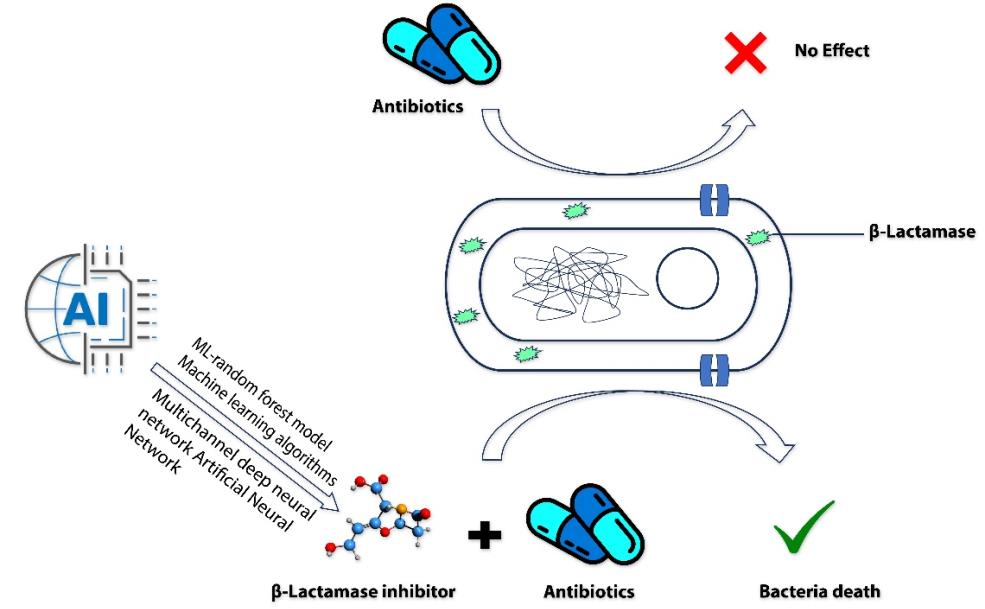 Antibiotics
No Effect
β-Lactamase
AI
ML-random forest model
Machine learning algorithms
Multichannel deep neural
network Artificial Neural
Network
β-Lactamase inhibitor
Antibiotics
Bacteria death